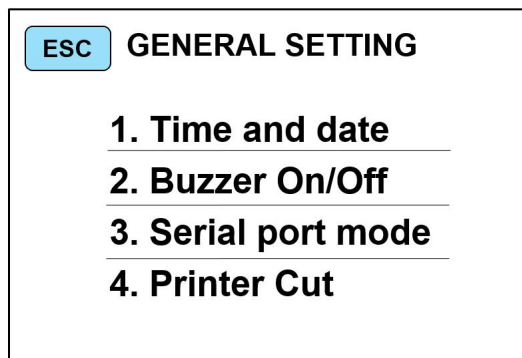 ESC GENERAL SETTING
1. Time and date
2. Buzzer On/Off
3. Serial port mode
4. Printer Cut